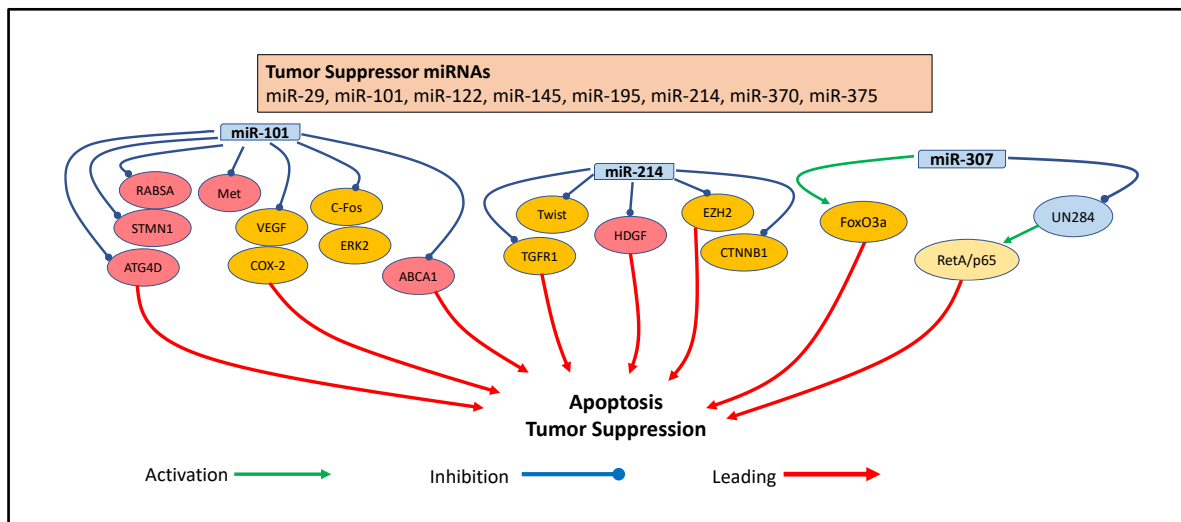 Tumor Suppressor miRNAs
miR-29, miR-101, miR-122, miR-145, miR-195, miR-214, miR-370, miR-375
miR-101
miR-214
miR-307
RABSA
Met
C-Fos
STMN1
VEGF
ERK2
ATG4D
COX-2
ABCA1
Twist
HDGF
EZH2
TGFR1
CTNNB1
FoxO3a
UN284
RetA/p65
Apoptosis
Tumor Suppression
Activation
Inhibition
Leading